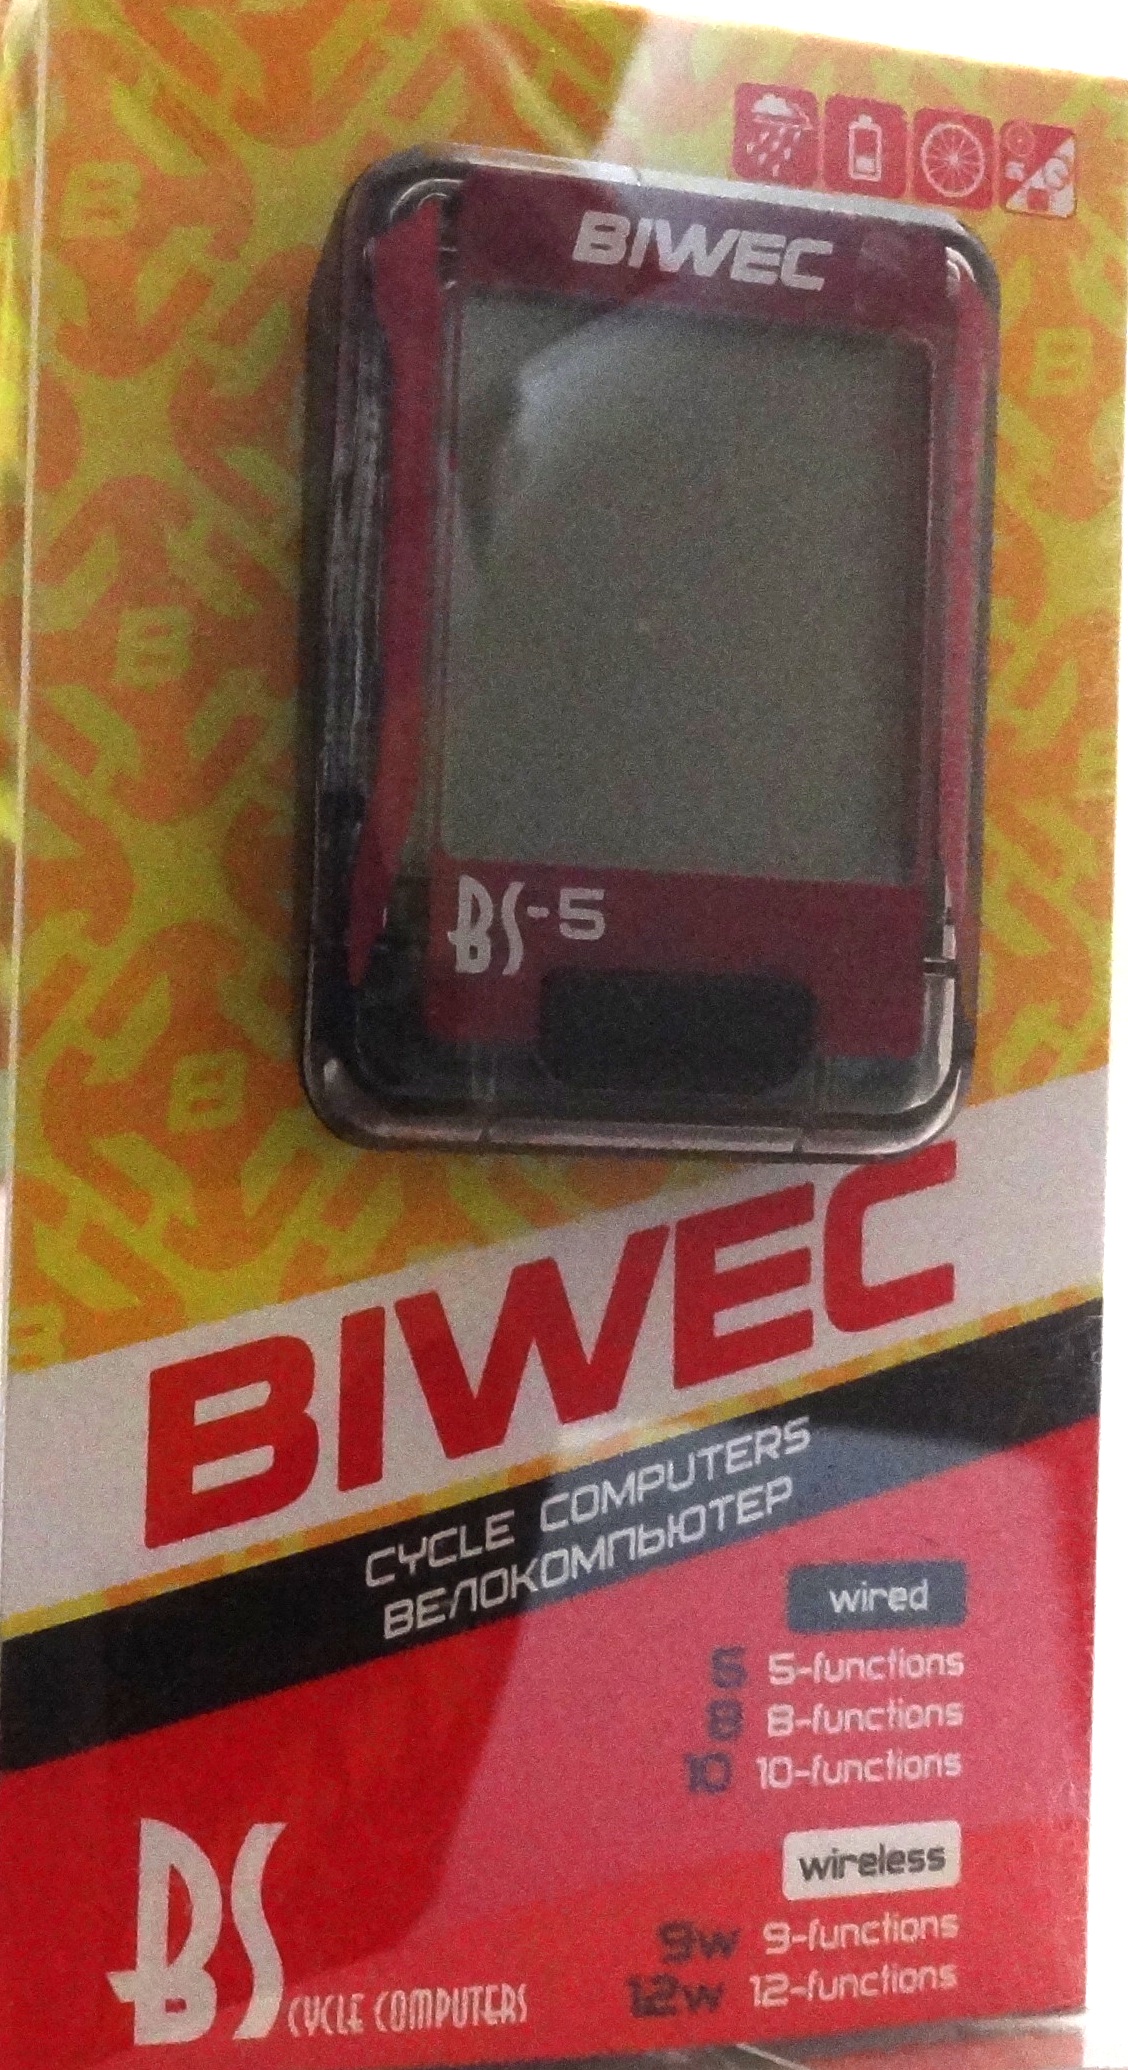 BIWEC
BS-5
BIWEC
CYCLE COMPUTERS
ВЕЛОКОМПЬЮТЕР
wired
5 5-functions
8 8-functions
10 10-functions
wireless
9w 9-functions
12w 12-functions
BS CYCLE COMPUTERS